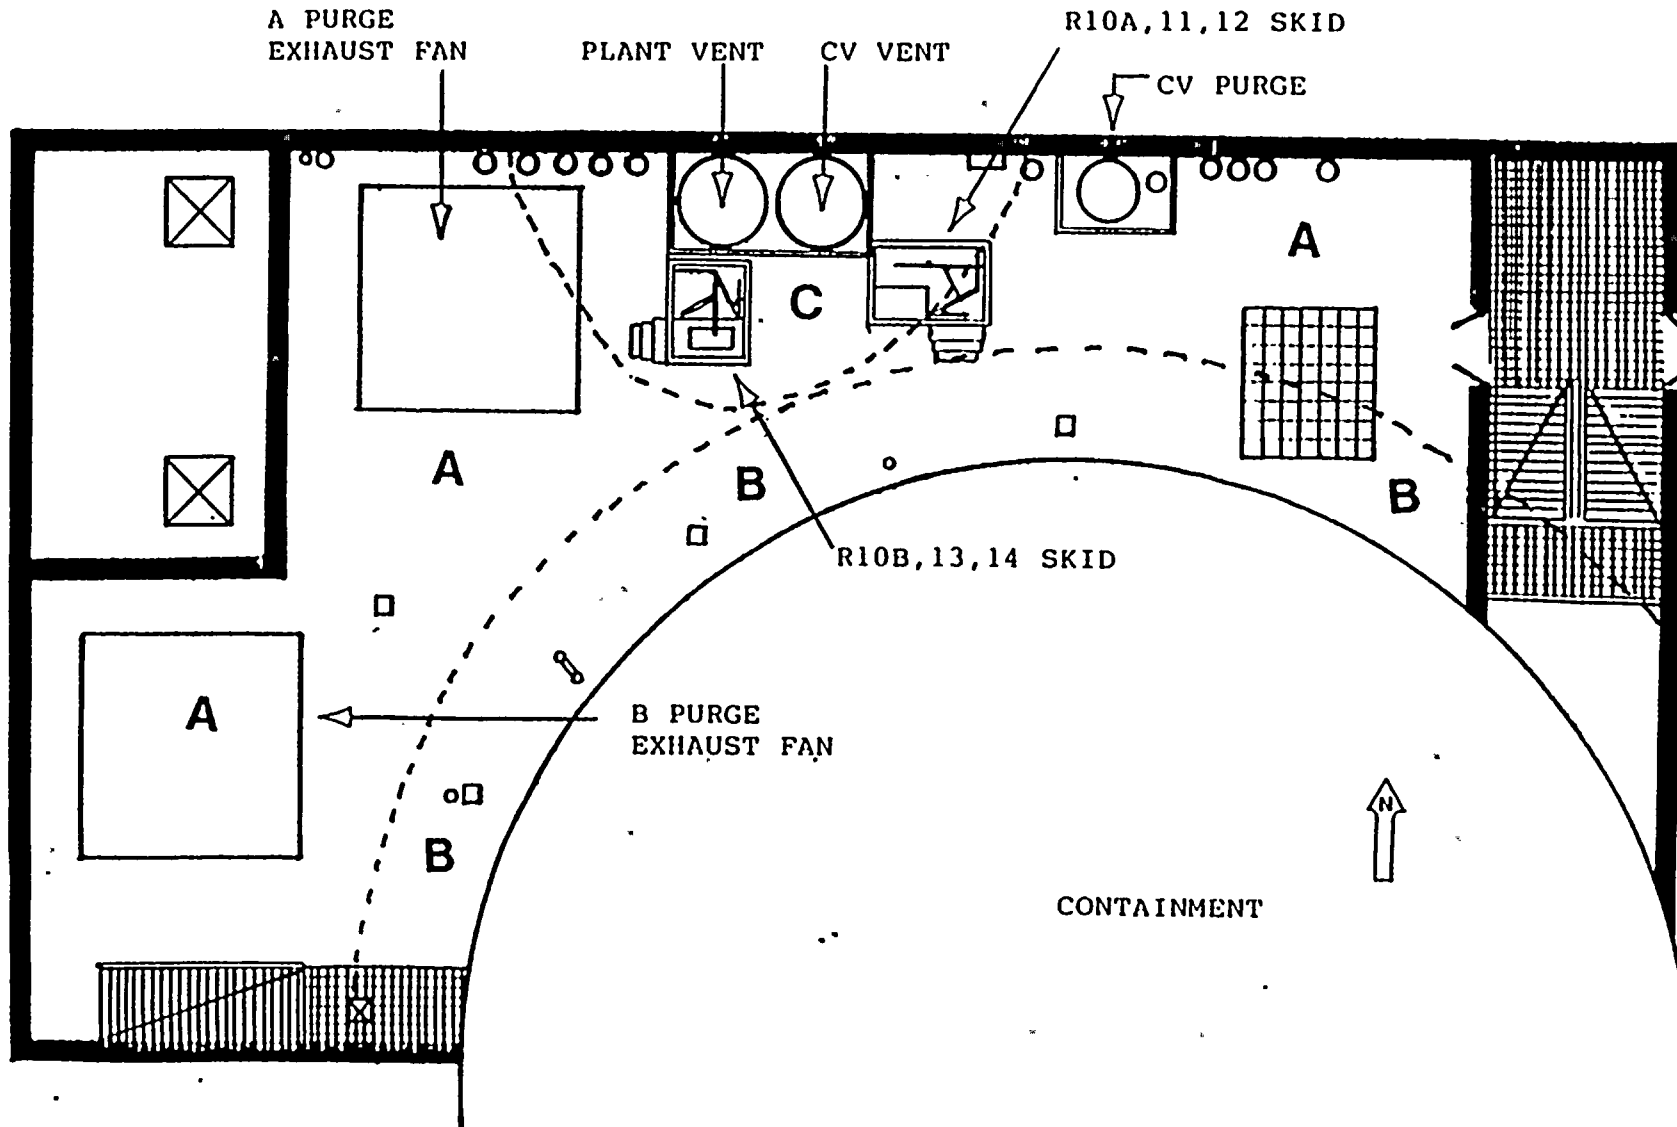 A PURGE
EXHAUST FAN
PLANT VENT
CV VENT
R10A,11,12 SKID
CV PURGE
A
C
A
B
B
R10B,13,14 SKID
A
B PURGE
EXHAUST FAN
B
N
CONTAINMENT